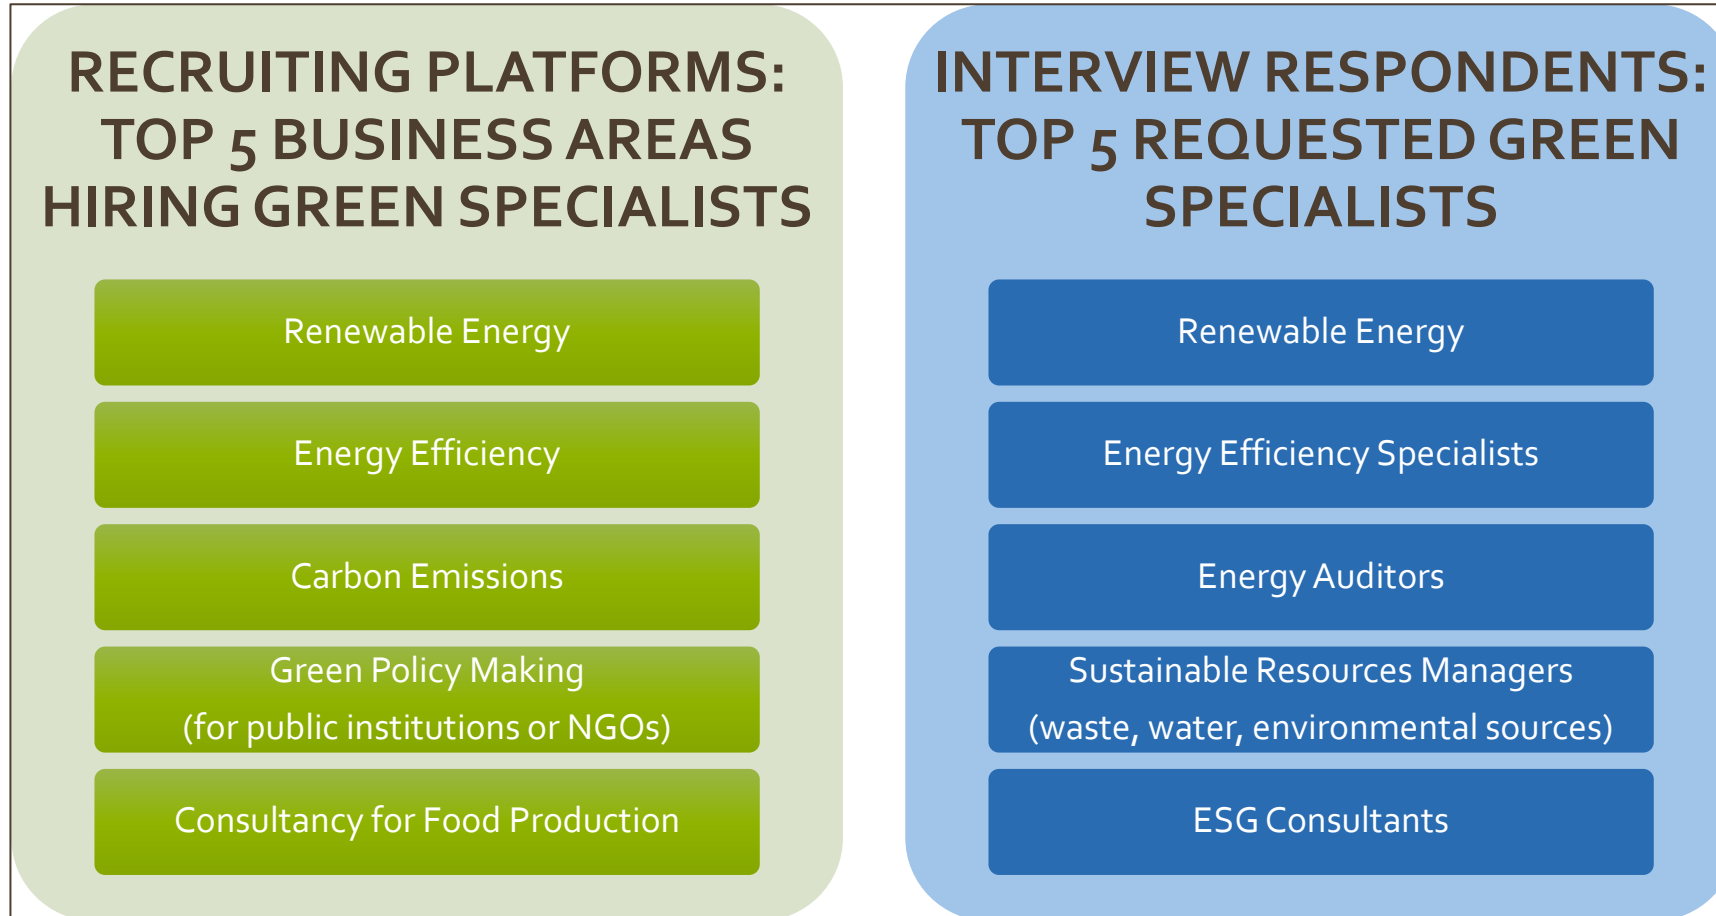 RECRUITING PLATFORMS:
TOP 5 BUSINESS AREAS
HIRING GREEN SPECIALISTS
Renewable Energy
Energy Efficiency
Carbon Emissions
Green Policy Making
(for public institutions or NGOs)
Consultancy for Food Production
INTERVIEW RESPONDENTS:
TOP 5 REQUESTED GREEN
SPECIALISTS
Renewable Energy
Energy Efficiency Specialists
Energy Auditors
Sustainable Resources Managers
(waste, water, environmental sources)
ESG Consultants